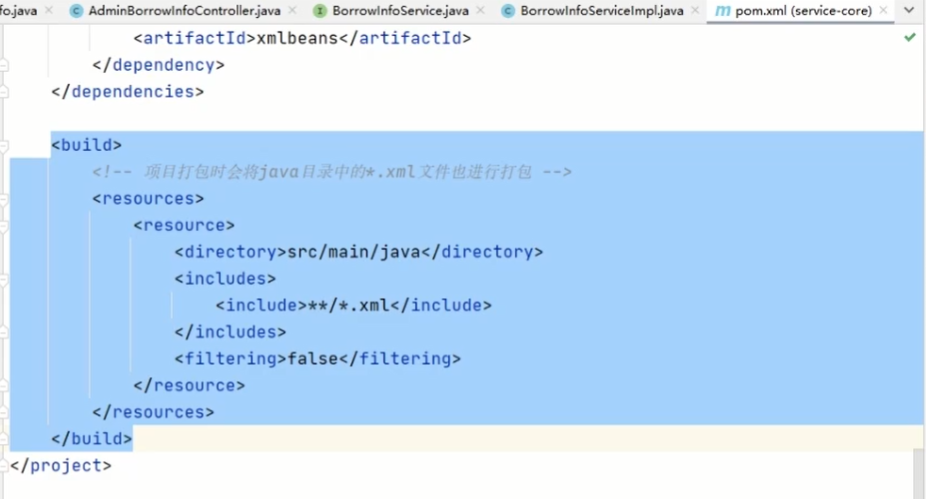 fo.java AdminBorrowInfoController.java BorrowInfoService.java BorrowInfoServiceImpl.java pom.xml (service-core)
<artifactId>xmlbeans</artifactId>
</dependency>
</dependencies>
<build>
<!-- 项目打包时会将java目录中的*.xml文件也进行打包 -->
<resources>
<resource>
<directory>src/main/java</directory>
<includes>
<include>**/*.xml</include>
</includes>
<filtering>false</filtering>
</resource>
</resources>
</build>
</project>